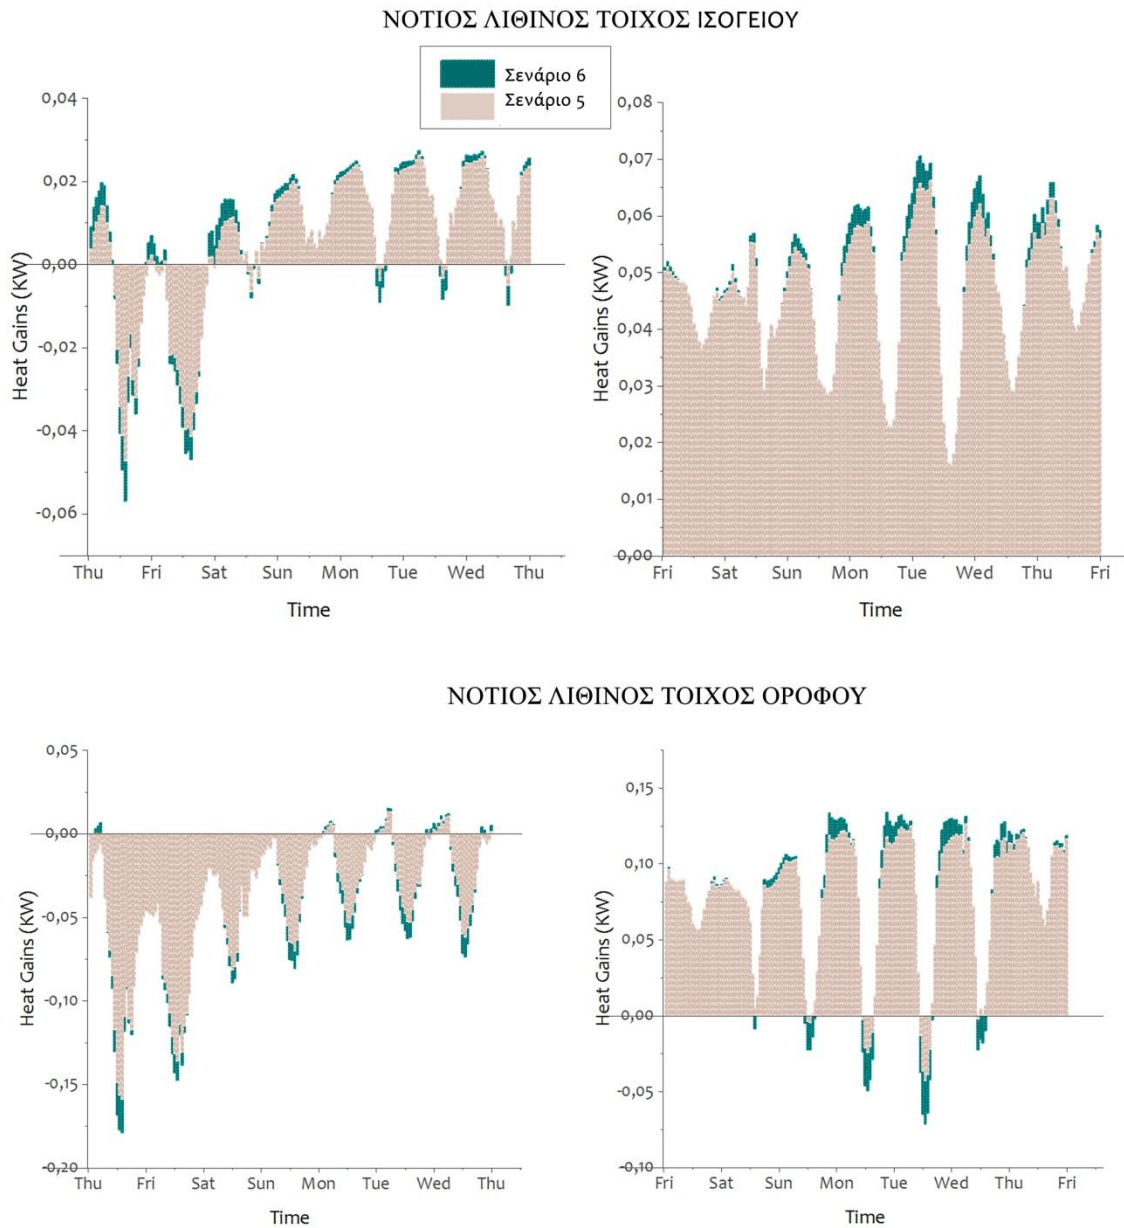 ΝΟΤΙΟΣ ΛΙΘΙΝΟΣ ΤΟΙΧΟΣ ΙΣΟΓΕΙΟΥ
Σενάριο 6
Σενάριο 5
0,04
0,02
0,00
-0,02
-0,04
-0,06
Heat Gains (KW)
Thu Fri Sat Sun Mon Tue Wed Thu
Time
0,08
0,07
0,06
0,05
0,04
0,03
0,02
0,01
0,00
Heat Gains (KW)
Fri Sat Sun Mon Tue Wed Thu Fri
Time
ΝΟΤΙΟΣ ΛΙΘΙΝΟΣ ΤΟΙΧΟΣ ΟΡΟΦΟΥ
0,05
0,00
-0,05
-0,10
-0,15
-0,20
Heat Gains (KW)
Thu Fri Sat Sun Mon Tue Wed Thu
Time
0,15
0,10
0,05
0,00
-0,05
-0,10
Heat Gains (KW)
Fri Sat Sun Mon Tue Wed Thu Fri
Time